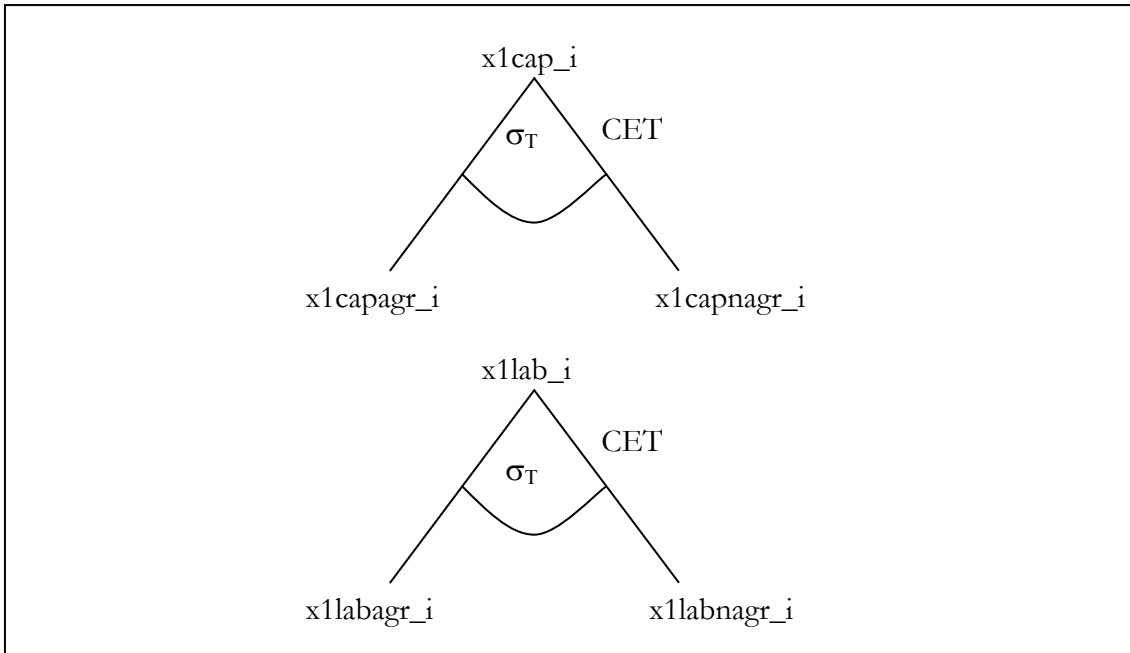 x1cap_i
σT CET
x1capagr_i x1capnagr_i
x1lab_i
CET
σT
x1labagr_i x1labnagr_i